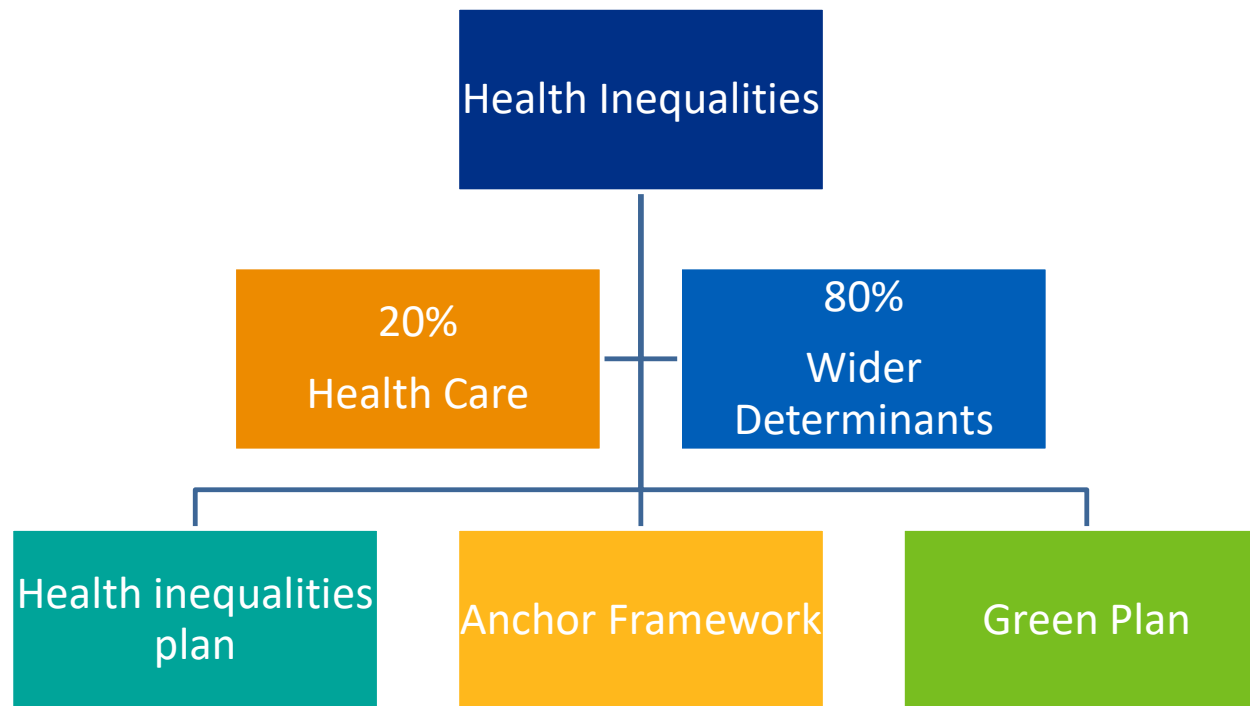 Health Inequalities
20%
Health Care
80%
Wider
Determinants
Health inequalities
plan
Anchor Framework
Green Plan